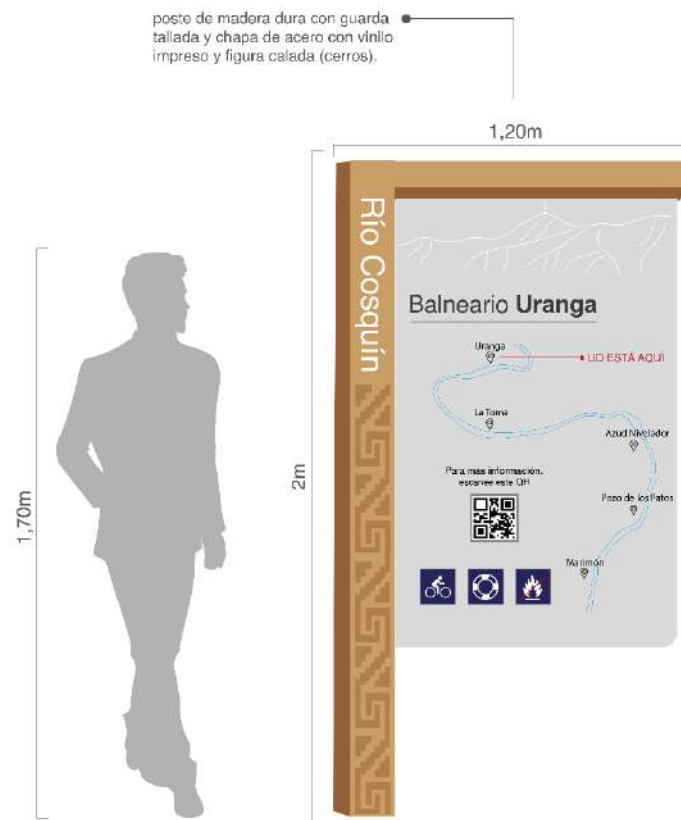 poste de madera dura con guarda
tallada y chapa de acero con vinilo
impreso y figura calada (cerros).
1,20m
Río Cosquín
Balneario Uranga
Uranga
UD ESTÁ AQUÍ
La Toma
Azud Nivelador
Para mas información,
escanee este QR
Pozo de los Patos
Marimón
2m
1,70m